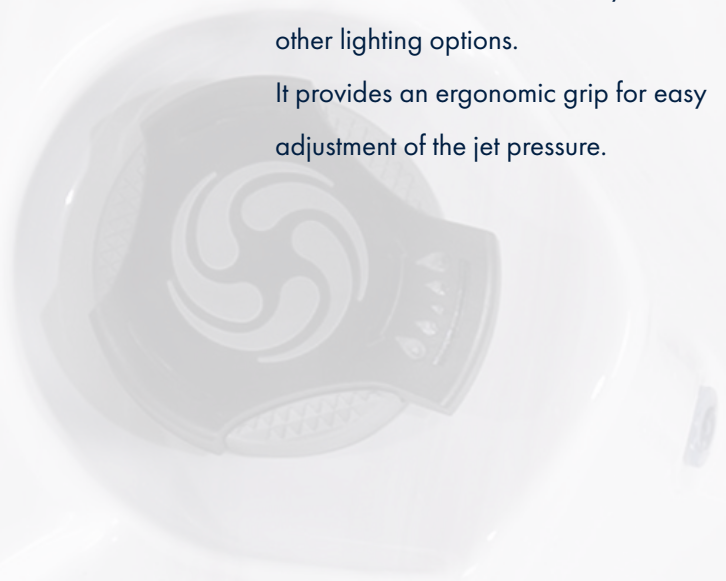 other lighting options.
It provides an ergonomic grip for easy
adjustment of the jet pressure.